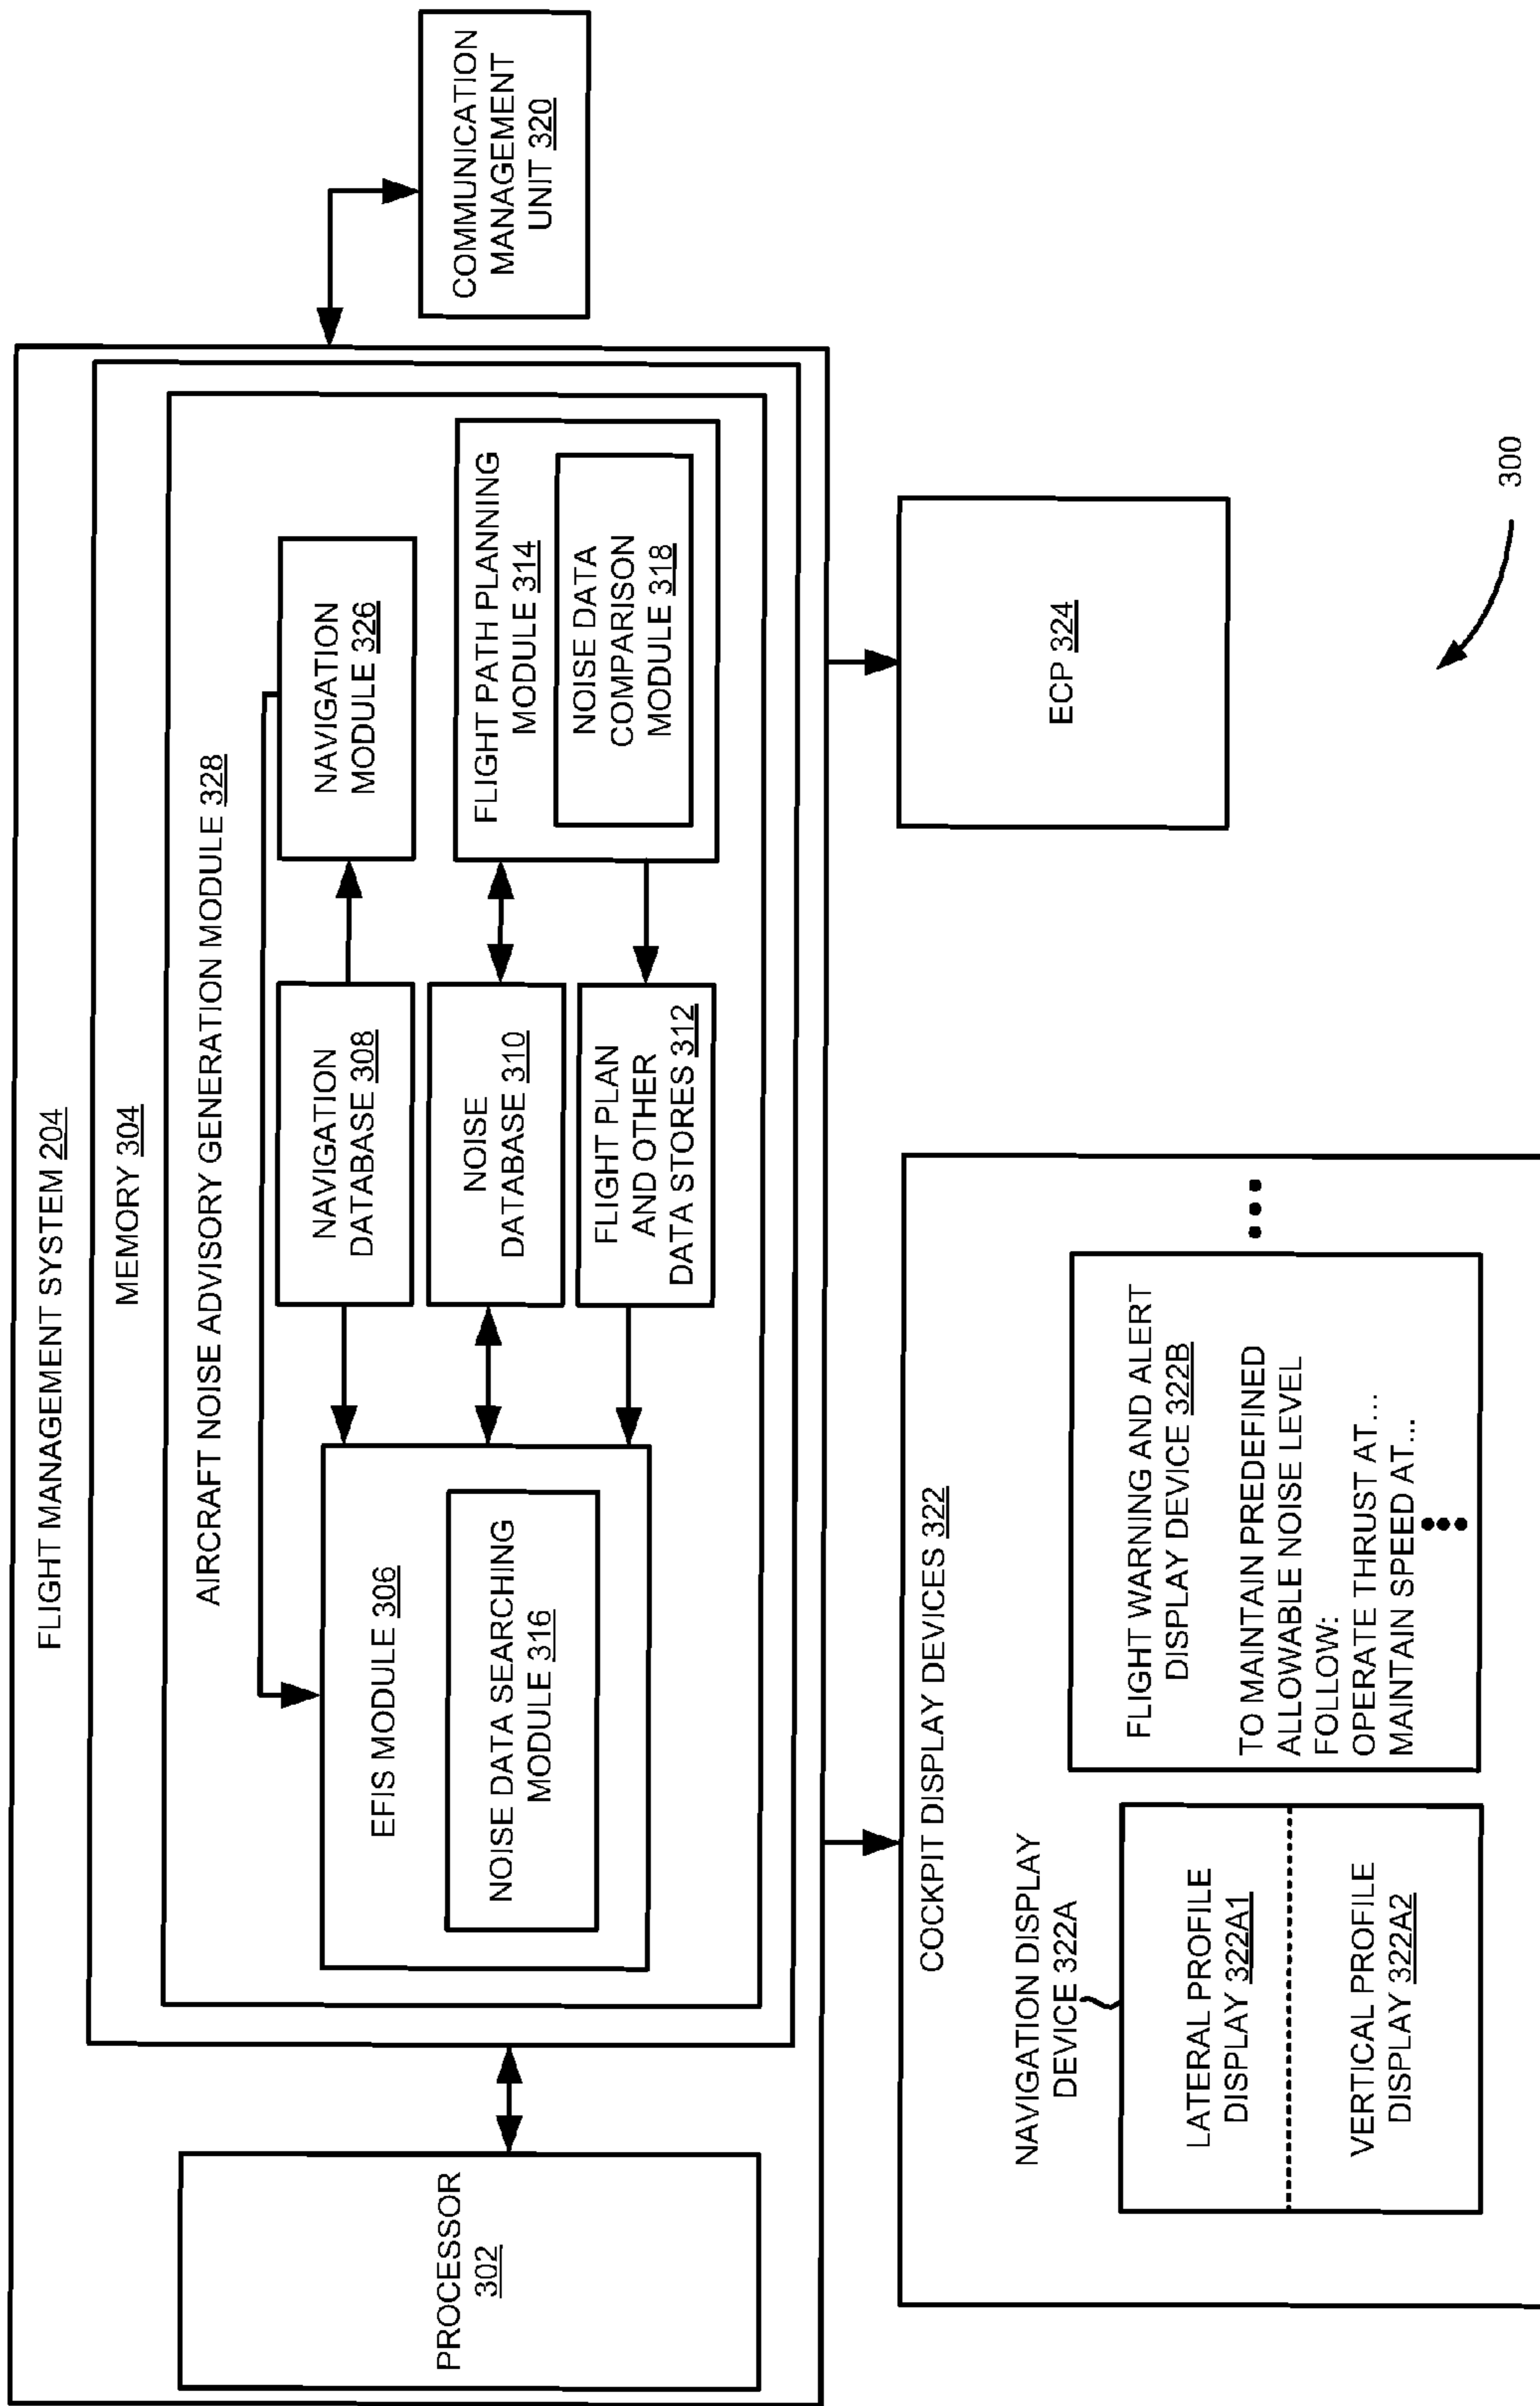 FLIGHT MANAGEMENT SYSTEM 204
MEMORY 304
AIRCRAFT NOISE ADVISORY GENERATION MODULE 328
PROCESSOR
302
EFIS MODULE 306
NOISE DATA SEARCHING
MODULE 316
NAVIGATION
DATABASE 308
NOISE
DATABASE 310
FLIGHT PLAN
AND OTHER
DATA STORES 312
NAVIGATION
MODULE 326
FLIGHT PATH PLANNING
MODULE 314
NOISE DATA
COMPARISON
MODULE 318
COMMUNICATION
MANAGEMENT
UNIT 320
COCKPIT DISPLAY DEVICES 322
NAVIGATION DISPLAY
DEVICE 322A
LATERAL PROFILE
DISPLAY 322A1
VERTICAL PROFILE
DISPLAY 322A2
FLIGHT WARNING AND ALERT
DISPLAY DEVICE 322B
TO MAINTAIN PREDEFINED
ALLOWABLE NOISE LEVEL
FOLLOW:
OPERATE THRUST AT...
MAINTAIN SPEED AT...
ECP 324
300